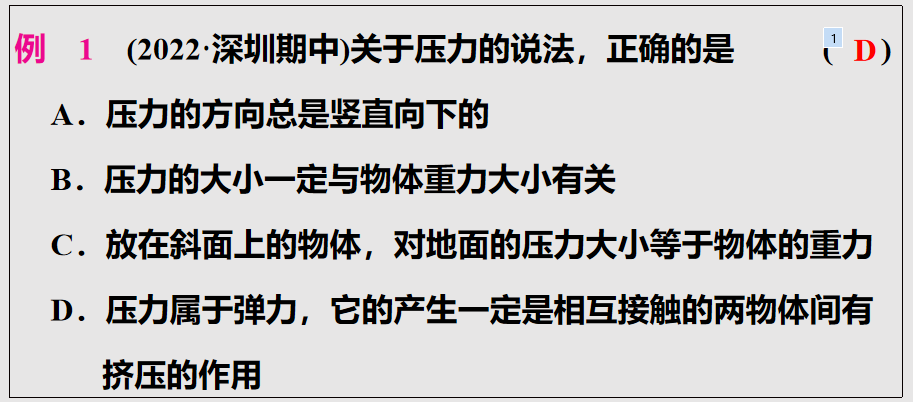 例 1 (2022·深圳期中)关于压力的说法，正确的是 ( D )
1
A．压力的方向总是竖直向下的
B．压力的大小一定与物体重力大小有关
C．放在斜面上的物体，对地面的压力大小等于物体的重力
D．压力属于弹力，它的产生一定是相互接触的两物体间有
挤压的作用